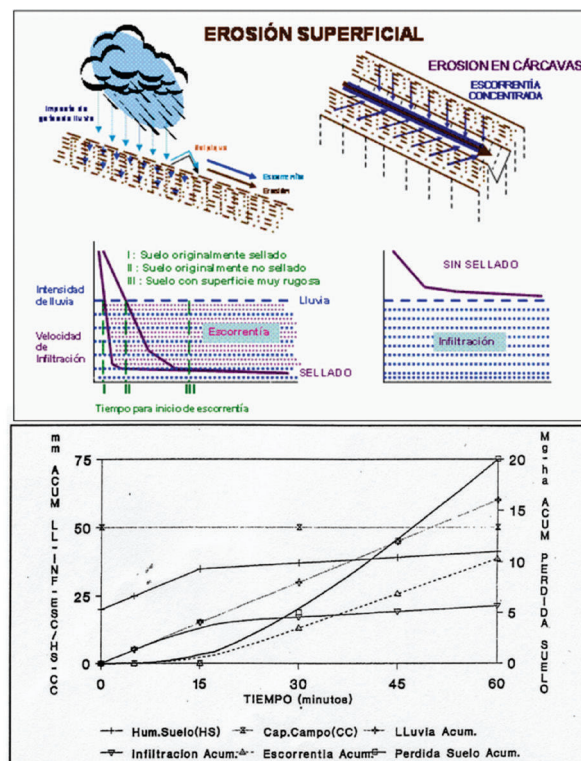 EROSIÓN SUPERFICIAL
EROSION EN CÁRCAVAS
ESCORRENTÍA
CONCENTRADA
Impacto de
gotas de lluvia
Salpique
Escorrentía
Erosión
I : Suelo originalmente sellado
II : Suelo originalmente no sellado
III : Suelo con superficie muy rugosa
Intensidad
de lluvia
Lluvia
Escorrentía
Velocidad
de
Infiltración
SELLADO
I II III
Tiempo para inicio de escorrentía
SIN SELLADO
Infiltración
mm ACUM LL-INF-ESC/HS-CC
Mg-ha ACUM PERDIDA SUELO
75
50
25
0
20
15
10
5
0
0 15 30 45 60
TIEMPO (minutos)
Hum.Suelo(HS) Cap.Campo(CC) LLuvia Acum.
Infiltracion Acum. Escorrentia Acum. Perdida Suelo Acum.